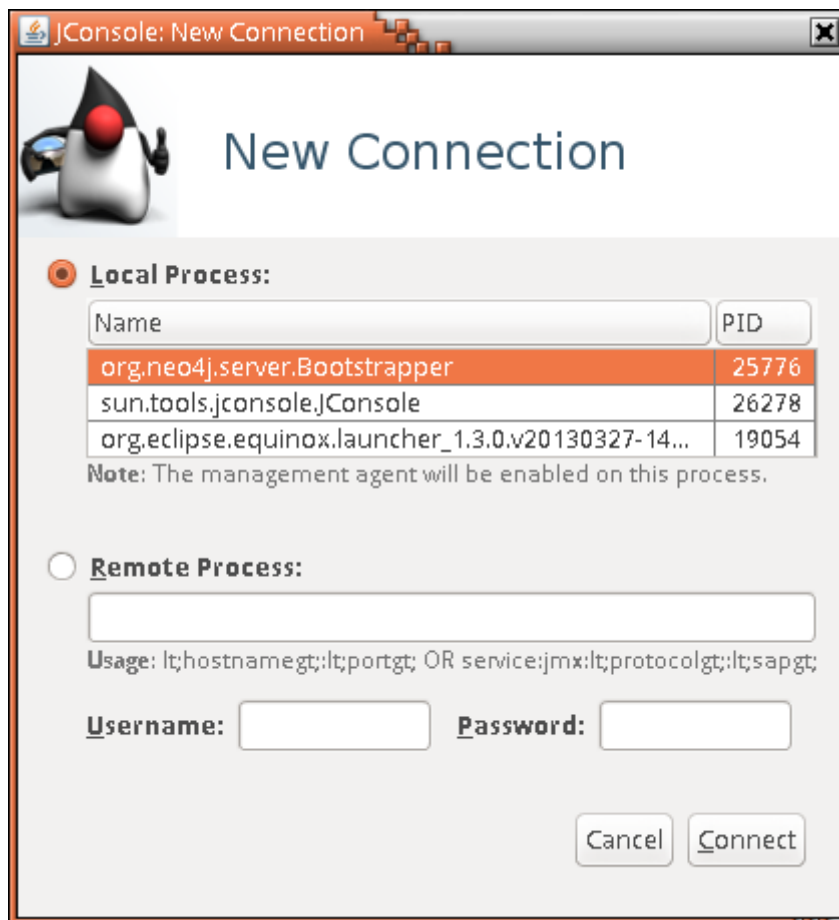 JConsole: New Connection
New Connection
Local Process:
Name PID
org.neo4j.server.Bootstrapper 25776
sun.tools.jconsole.JConsole 26278
org.eclipse.equinox.launcher_1.3.0.v20130327-14... 19054
Note: The management agent will be enabled on this process.
Remote Process:
Usage: lt;hostnamegt;:lt;portgt; OR service:jmx:lt;protocolgt;:lt;sapgt;
Username: Password:
Cancel Connect